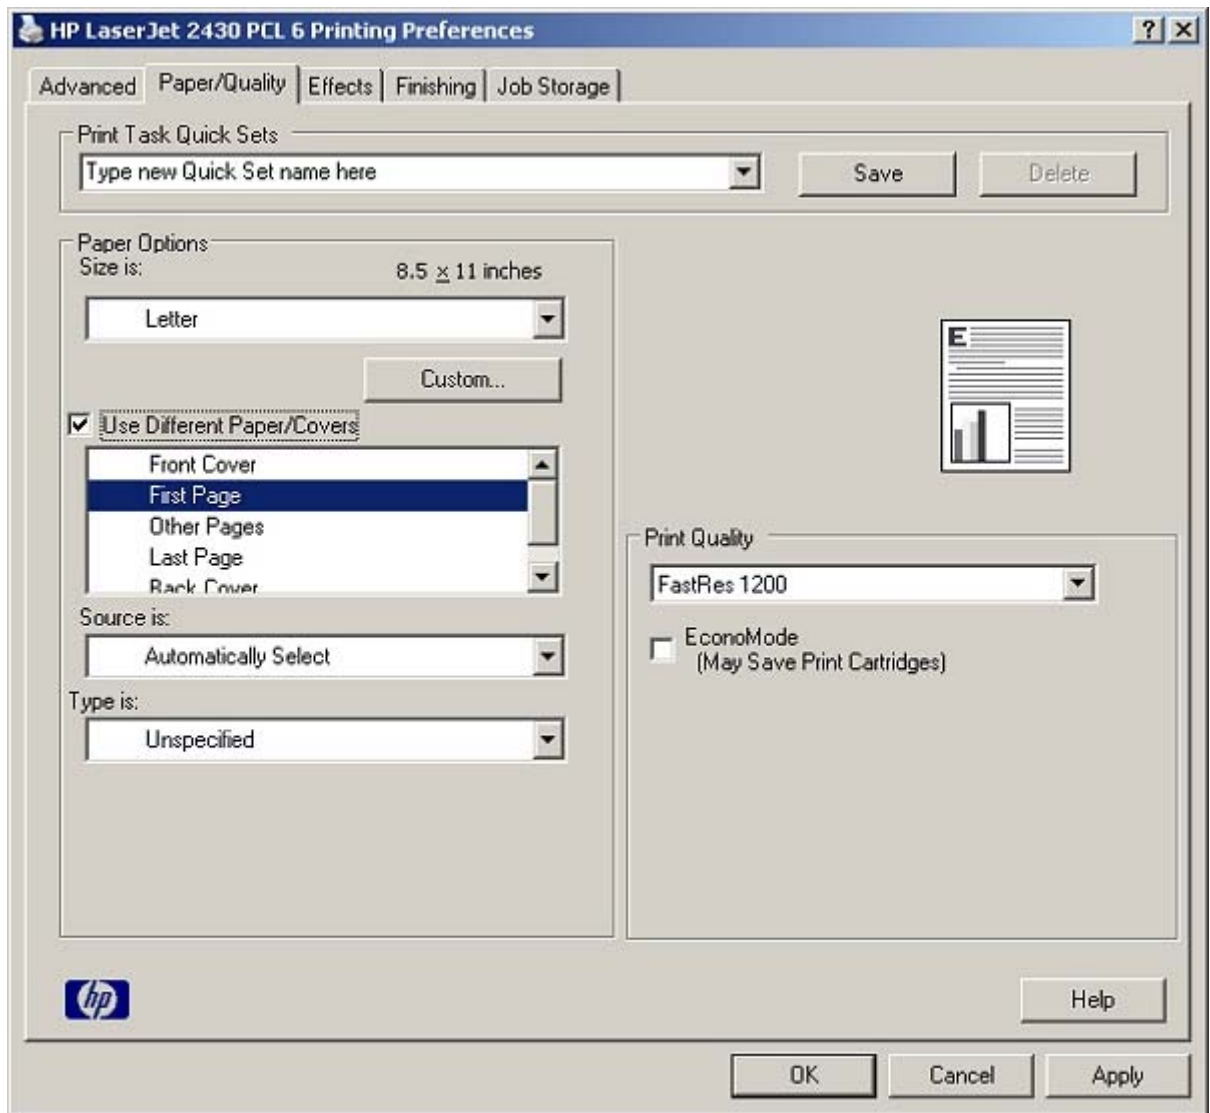 HP LaserJet 2430 PCL 6 Printing Preferences
Advanced Paper/Quality Effects Finishing Job Storage
Print Task Quick Sets
Type new Quick Set name here Save Delete
Paper Options
Size is: 8.5 x 11 inches
Letter
Custom...
Use Different Paper/Covers
Front Cover
First Page
Other Pages
Last Page
Back Cover
Source is:
Automatically Select
Type is:
Unspecified
E
Print Quality
FastRes 1200
EconoMode
(May Save Print Cartridges)
hp
Help
OK Cancel Apply